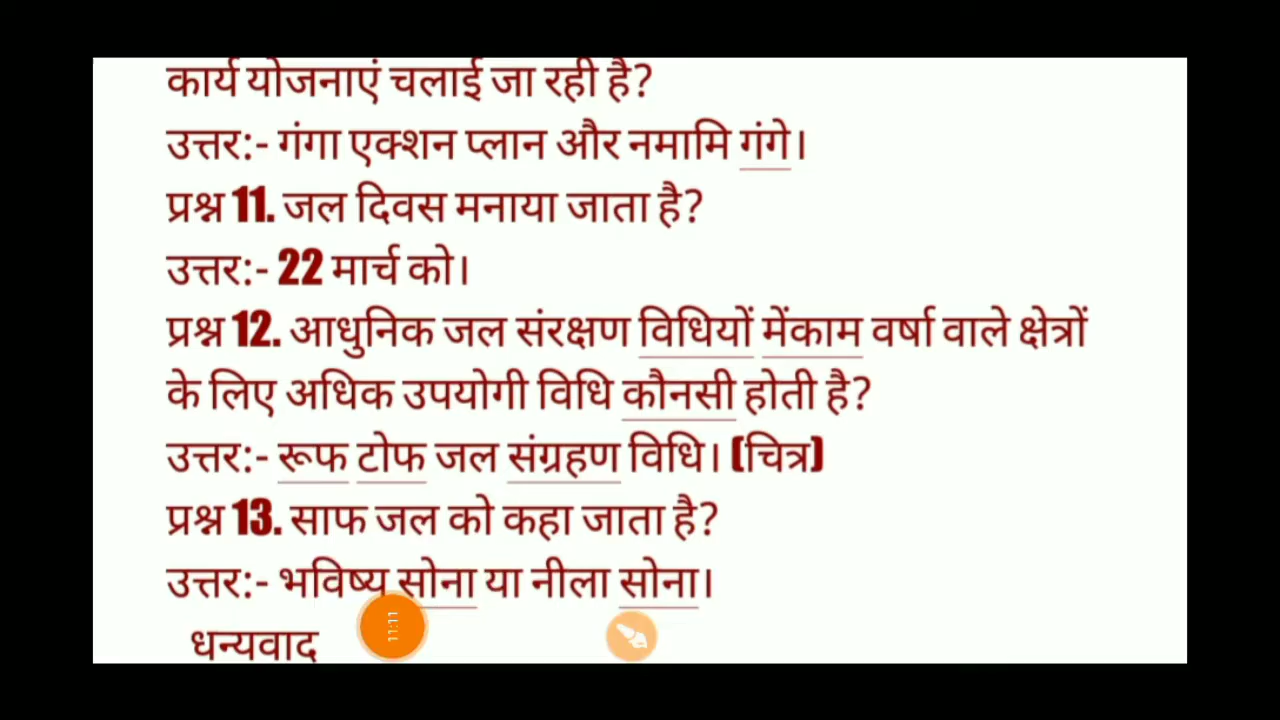 कार्य योजनाएं चलाई जा रही है?
उत्तर:- गंगा एक्शन प्लान और नमामि गंगे।
प्रश्न 11. जल दिवस मनाया जाता है?
उत्तर:- 22 मार्च को।
प्रश्न 12. आधुनिक जल संरक्षण विधियों मेंकाम वर्षा वाले क्षेत्रों
के लिए अधिक उपयोगी विधि कौनसी होती है?
उत्तर:- रूफ टोफ जल संग्रहण विधि। (चित्र)
प्रश्न 13. साफ जल को कहा जाता है?
उत्तर:- भविष्य सोना या नीला सोना।
धन्यवाद
11:11